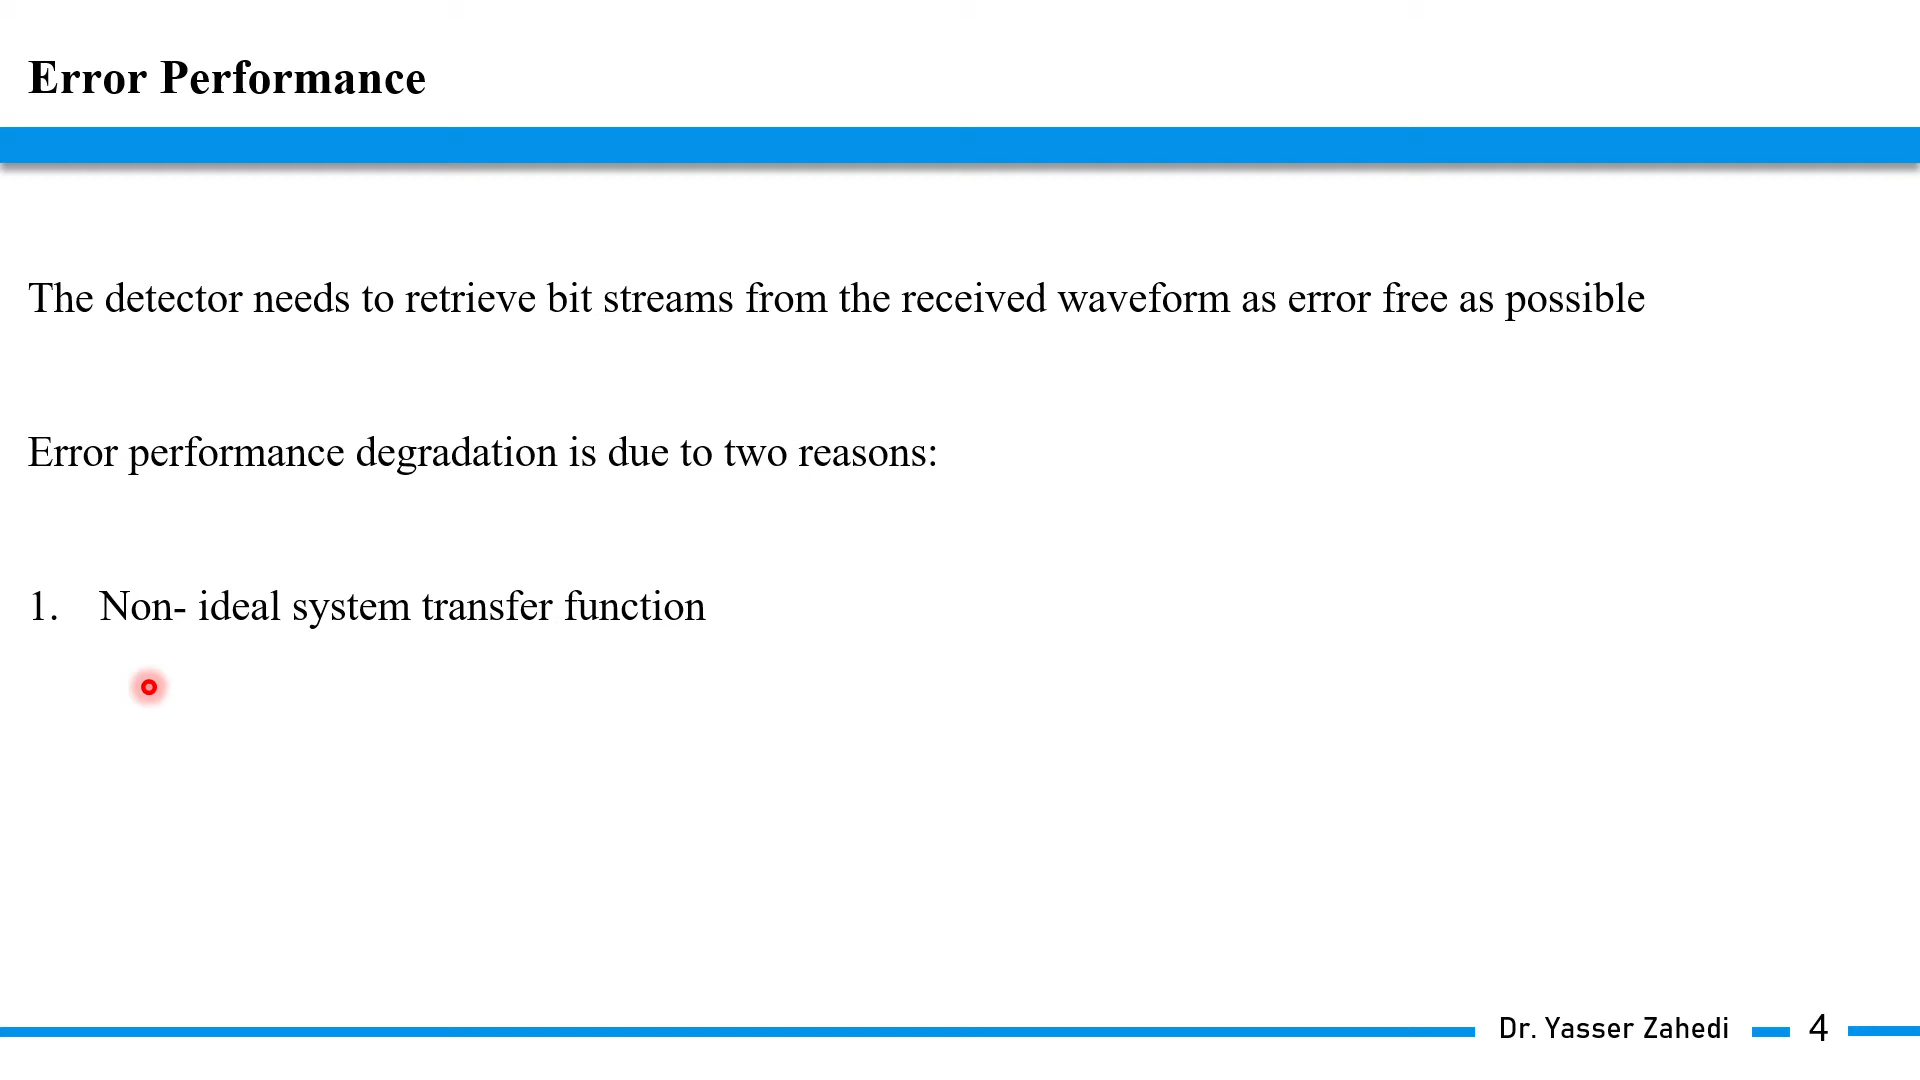 Error Performance
The detector needs to retrieve bit streams from the received waveform as error free as possible
Error performance degradation is due to two reasons:
1. Non- ideal system transfer function
Dr. Yasser Zahedi 4